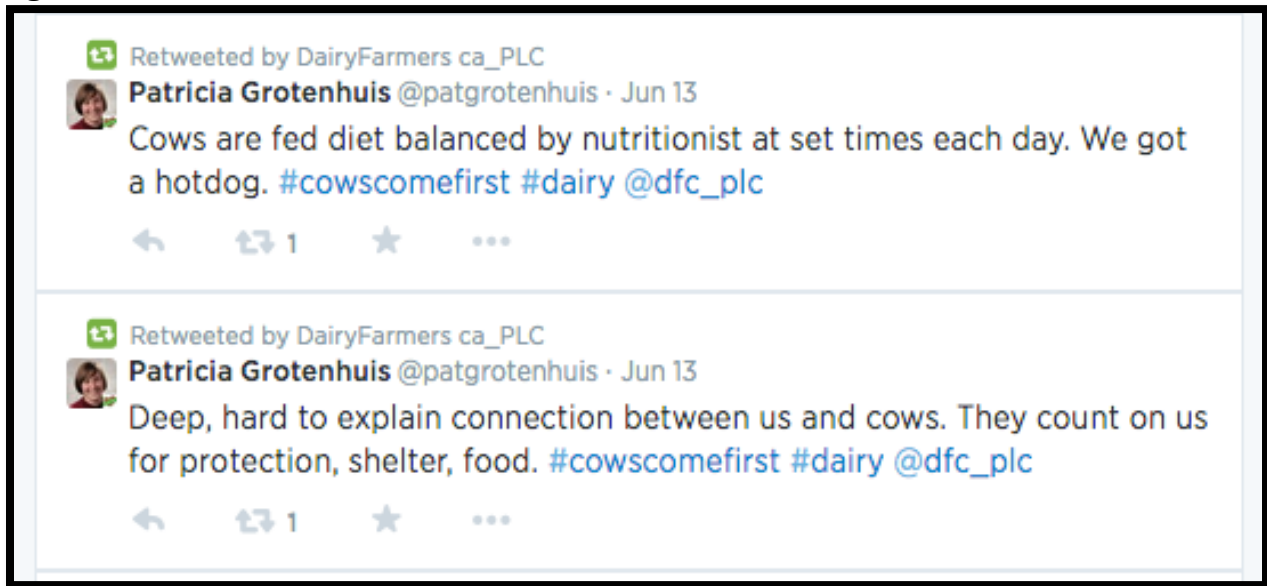 Retweeted by DairyFarmers ca_PLC
Patricia Grotenhuis @patgrotenhuis · Jun 13
Cows are fed diet balanced by nutritionist at set times each day. We got
a hotdog. #cowscomefirst #dairy @dfc_plc
1
Retweeted by DairyFarmers ca_PLC
Patricia Grotenhuis @patgrotenhuis · Jun 13
Deep, hard to explain connection between us and cows. They count on us
for protection, shelter, food. #cowscomefirst #dairy @dfc_plc
1